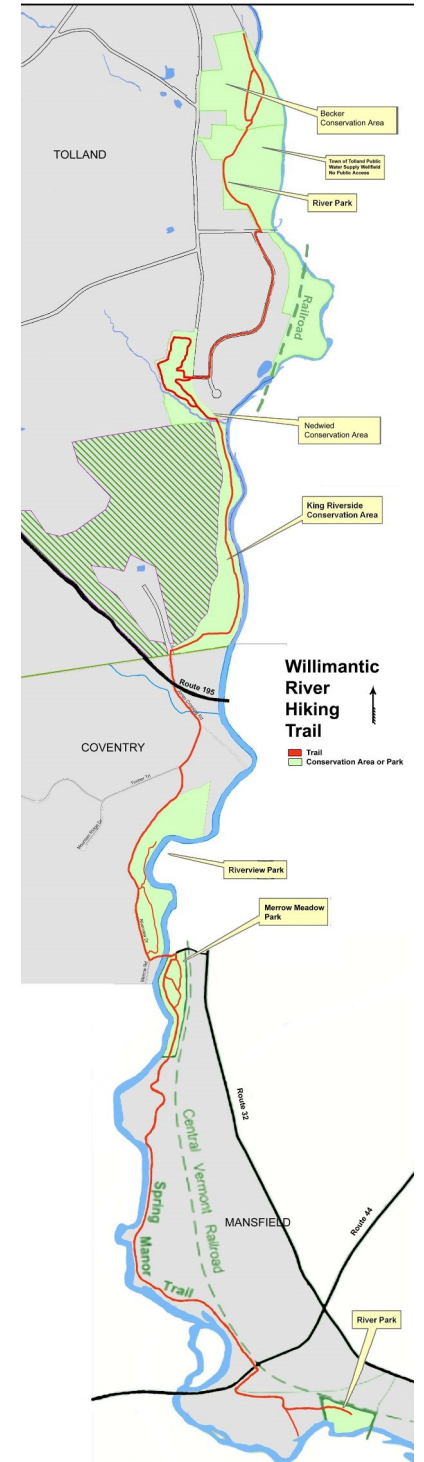 Becker
Conservation Area
TOLLAND
Town of Tolland Public
Water Supply Wellfield
No Public Access
River Park
Railroad
Nedwied
Conservation Area
King Riverside
Conservation Area
Willimantic
River
Hiking
Trail
Route 195
Trail
Conservation Area or Park
COVENTRY
Riverview Park
Merrow Meadow
Park
Route 32
Central Vermont Railroad
Spring Manor Trail
MANSFIELD
Route 44
River Park